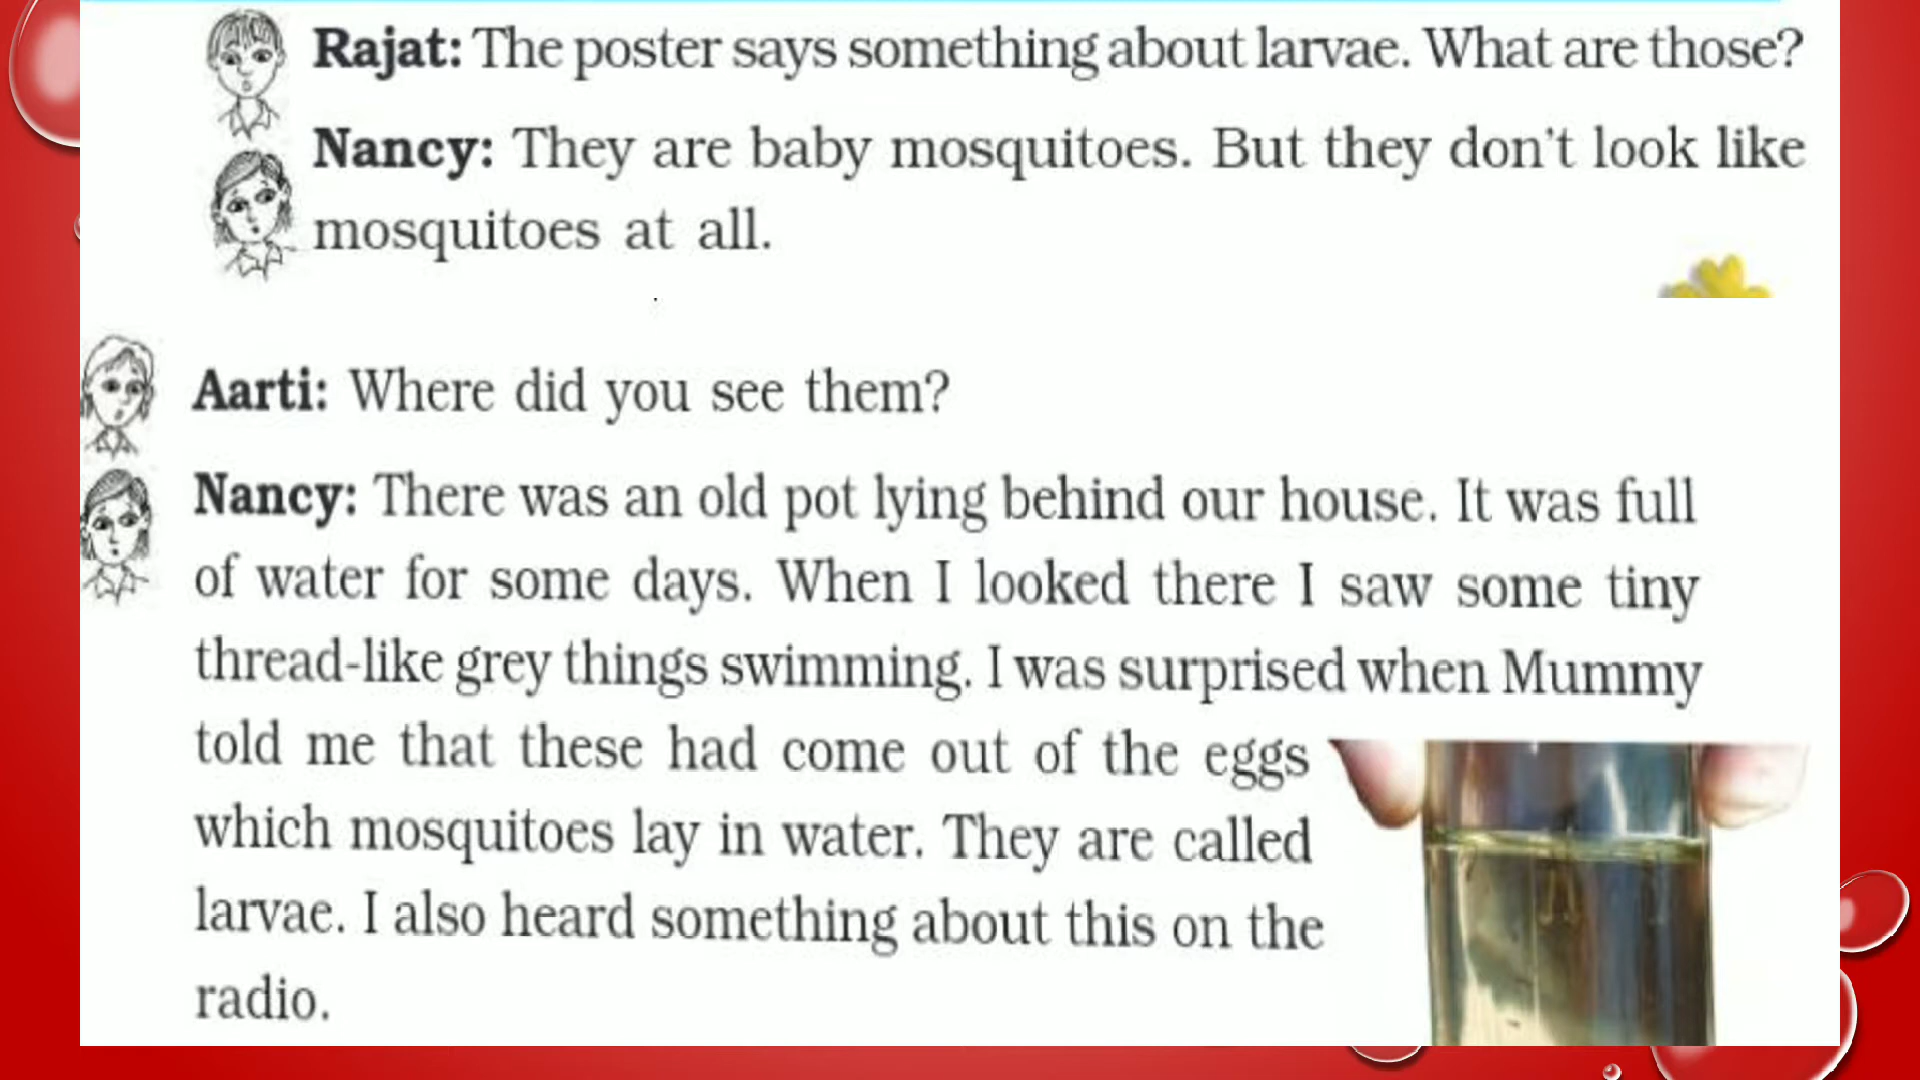 Rajat: The poster says something about larvae. What are those?
Nancy: They are baby mosquitoes. But they don't look like
mosquitoes at all.
Aarti: Where did you see them?
Nancy: There was an old pot lying behind our house. It was full
of water for some days. When I looked there I saw some tiny
thread-like grey things swimming. I was surprised when Mummy
told me that these had come out of the eggs
which mosquitoes lay in water. They are called
larvae. I also heard something about this on the
radio.